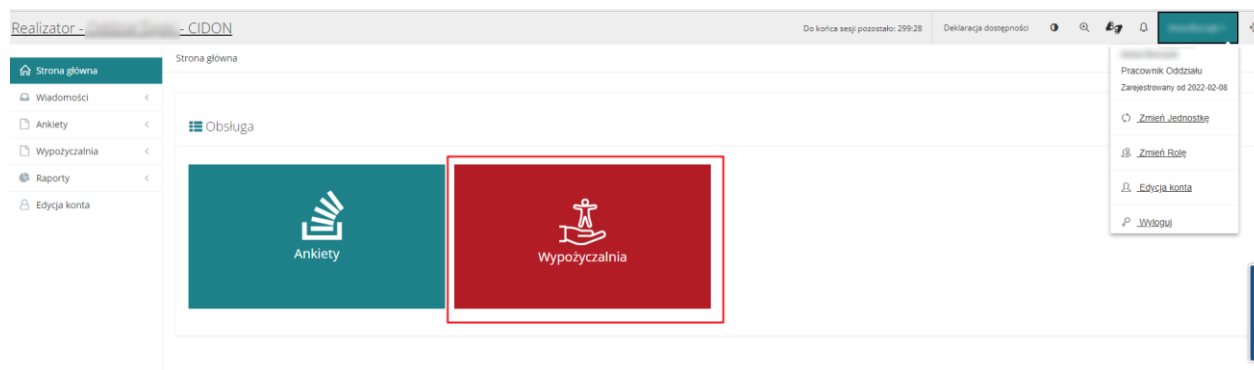 Realizator - - CIDON
Do końca sesji pozostało: 299:28
Deklaracja dostępności
Strona główna
Wiadomości
Ankiety
Wypożyczalnia
Raporty
Edycja konta
Strona główna
Obsługa
Ankiety
Wypożyczalnia
Pracownik Oddziału
Zarejestrowany od 2022-02-08
Zmień Jednostkę
Zmień Rolę
Edycja konta
Wyloguj